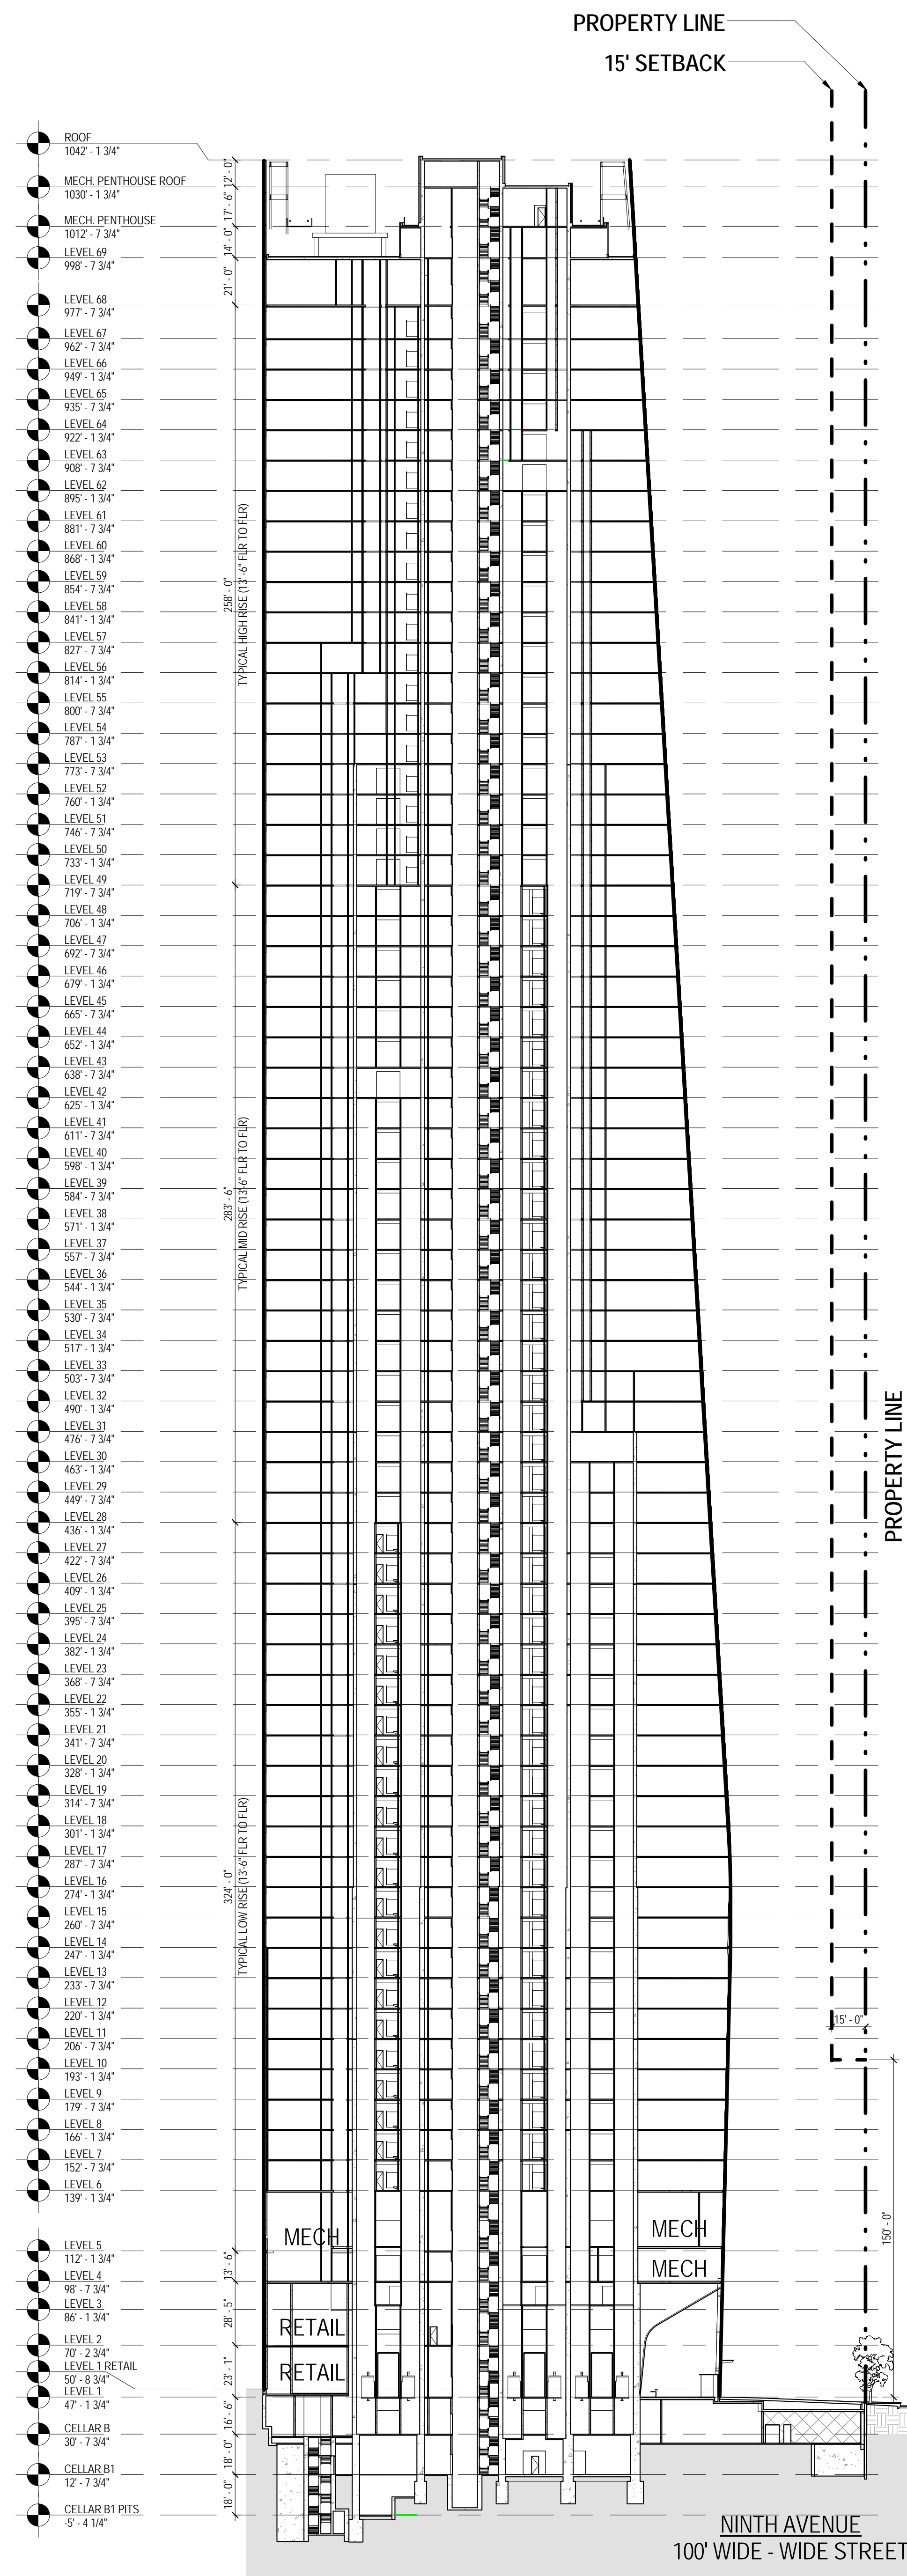 PROPERTY LINE
15' SETBACK
ROOF
1042' - 1 3/4"
MECH. PENTHOUSE ROOF
1030' - 1 3/4"
MECH. PENTHOUSE
1012' - 7 3/4"
LEVEL 69
998' - 7 3/4"
LEVEL 68
977' - 7 3/4"
LEVEL 67
962' - 7 3/4"
LEVEL 66
949' - 1 3/4"
LEVEL 65
935' - 7 3/4"
LEVEL 64
922' - 1 3/4"
LEVEL 63
908' - 7 3/4"
LEVEL 62
895' - 1 3/4"
LEVEL 61
881' - 7 3/4"
LEVEL 60
868' - 1 3/4"
LEVEL 59
854' - 7 3/4"
LEVEL 58
841' - 1 3/4"
LEVEL 57
827' - 7 3/4"
LEVEL 56
814' - 1 3/4"
LEVEL 55
800' - 7 3/4"
LEVEL 54
787' - 1 3/4"
LEVEL 53
773' - 7 3/4"
LEVEL 52
760' - 1 3/4"
LEVEL 51
746' - 7 3/4"
LEVEL 50
733' - 1 3/4"
LEVEL 49
719' - 7 3/4"
LEVEL 48
706' - 1 3/4"
LEVEL 47
692' - 7 3/4"
LEVEL 46
679' - 1 3/4"
LEVEL 45
665' - 7 3/4"
LEVEL 44
652' - 1 3/4"
LEVEL 43
638' - 7 3/4"
LEVEL 42
625' - 1 3/4"
LEVEL 41
611' - 7 3/4"
LEVEL 40
598' - 1 3/4"
LEVEL 39
584' - 7 3/4"
LEVEL 38
571' - 1 3/4"
LEVEL 37
557' - 7 3/4"
LEVEL 36
544' - 1 3/4"
LEVEL 35
530' - 7 3/4"
LEVEL 34
517' - 1 3/4"
LEVEL 33
503' - 7 3/4"
LEVEL 32
490' - 1 3/4"
LEVEL 31
476' - 7 3/4"
LEVEL 30
463' - 1 3/4"
LEVEL 29
449' - 7 3/4"
LEVEL 28
436' - 1 3/4"
LEVEL 27
422' - 7 3/4"
LEVEL 26
409' - 1 3/4"
LEVEL 25
395' - 7 3/4"
LEVEL 24
382' - 1 3/4"
LEVEL 23
368' - 7 3/4"
LEVEL 22
355' - 1 3/4"
LEVEL 21
341' - 7 3/4"
LEVEL 20
328' - 1 3/4"
LEVEL 19
314' - 7 3/4"
LEVEL 18
301' - 1 3/4"
LEVEL 17
287' - 7 3/4"
LEVEL 16
274' - 1 3/4"
LEVEL 15
260' - 7 3/4"
LEVEL 14
247' - 1 3/4"
LEVEL 13
233' - 7 3/4"
LEVEL 12
220' - 1 3/4"
LEVEL 11
206' - 7 3/4"
LEVEL 10
193' - 1 3/4"
LEVEL 9
179' - 7 3/4"
LEVEL 8
166' - 1 3/4"
LEVEL 7
152' - 7 3/4"
LEVEL 6
139' - 1 3/4"
LEVEL 5
112' - 1 3/4"
LEVEL 4
98' - 7 3/4"
LEVEL 3
86' - 1 3/4"
LEVEL 2
70' - 2 3/4"
LEVEL 1 RETAIL
50' - 8 3/4"
LEVEL 1
47' - 1 3/4"
CELLAR B
30' - 7 3/4"
CELLAR B1
12' - 7 3/4"
CELLAR B1 PITS
-5' - 4 1/4"
12' - 0"
17' - 6"
14' - 0"
21' - 0"
258' - 0"
TYPICAL HIGH RISE (13' -6" FLR TO FLR)
283' - 6"
TYPICAL MID RISE (13'-6" FLR TO FLR)
324' - 0"
TYPICAL LOW RISE (13'-6" FLR TO FLR)
13' - 6"
28' - 5"
23' - 1"
16' - 6"
18' - 0"
18' - 0"
MECH
MECH
MECH
RETAIL
RETAIL
PROPERTY LINE
15' - 0"
150' - 0"
NINTH AVENUE
100' WIDE - WIDE STREET